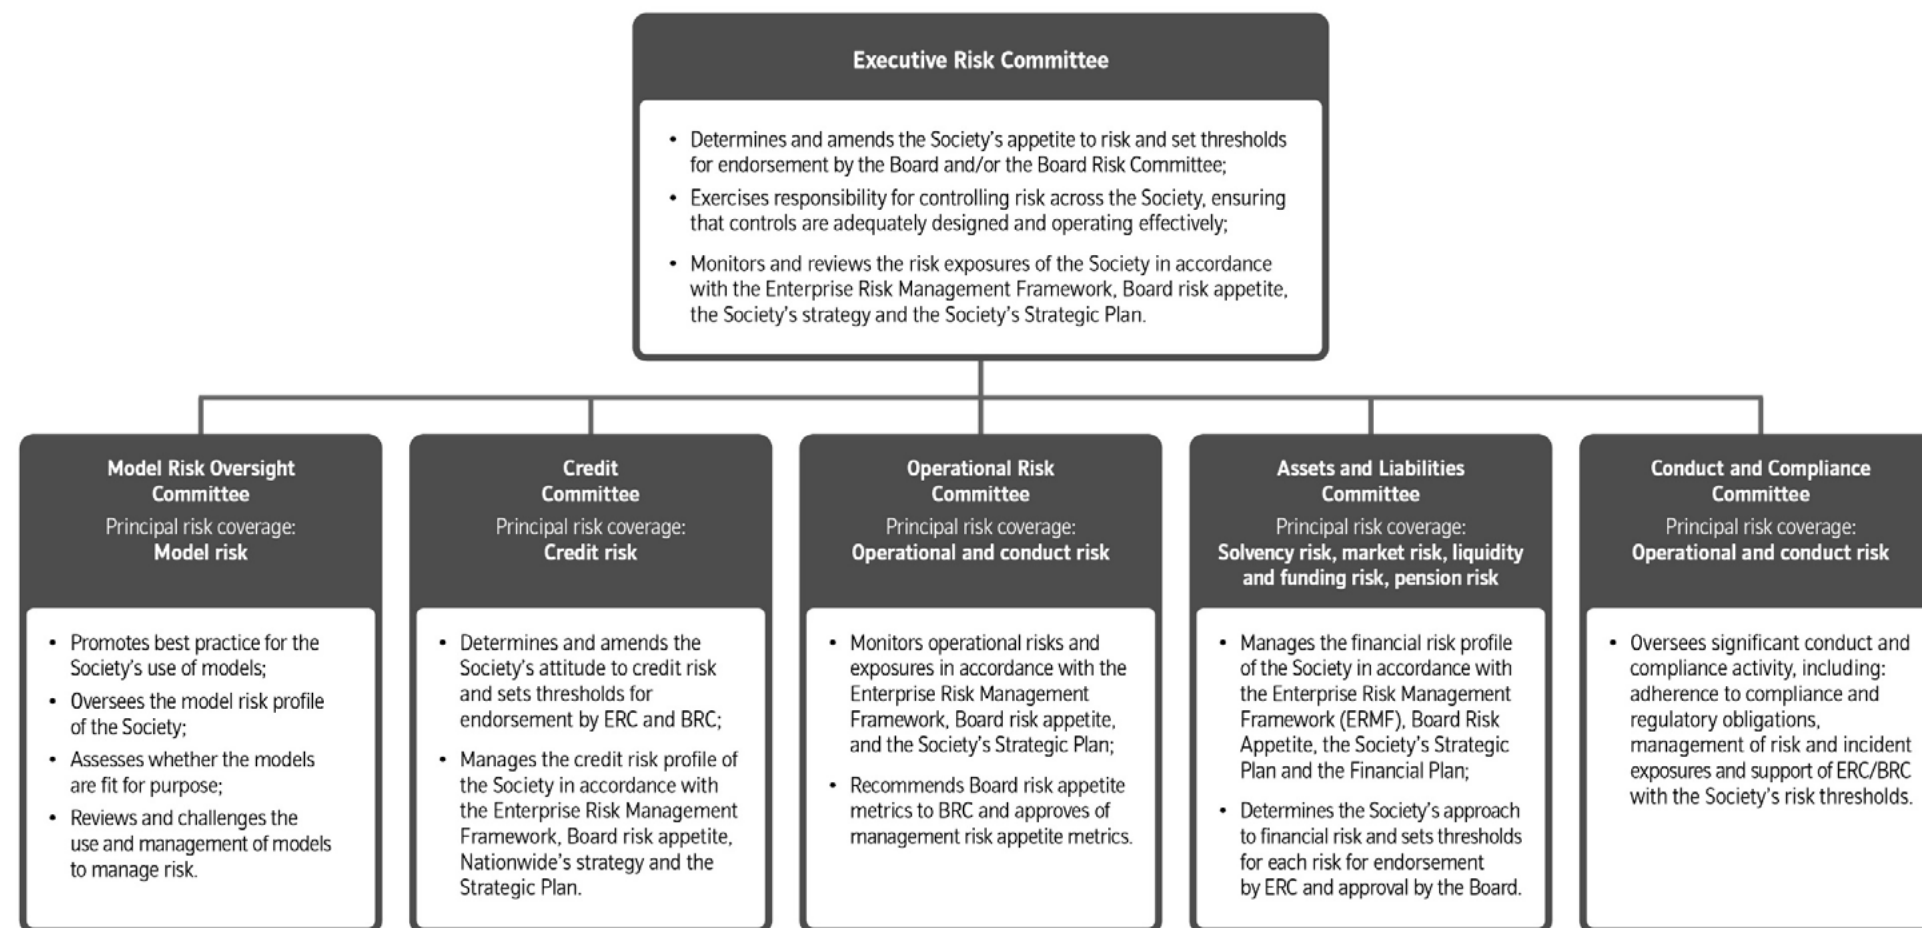 Executive Risk Committee
• Determines and amends the Society’s appetite to risk and set thresholds
for endorsement by the Board and/or the Board Risk Committee;
• Exercises responsibility for controlling risk across the Society, ensuring
that controls are adequately designed and operating effectively;
• Monitors and reviews the risk exposures of the Society in accordance
with the Enterprise Risk Management Framework, Board risk appetite,
the Society’s strategy and the Society’s Strategic Plan.
Model Risk Oversight
Committee
Principal risk coverage:
Model risk
• Promotes best practice for the
Society’s use of models;
• Oversees the model risk profile
of the Society;
• Assesses whether the models
are fit for purpose;
• Reviews and challenges the
use and management of models
to manage risk.
Credit
Committee
Principal risk coverage:
Credit risk
• Determines and amends the
Society’s attitude to credit risk
and sets thresholds for
endorsement by ERC and BRC;
• Manages the credit risk profile of
the Society in accordance with
the Enterprise Risk Management
Framework, Board risk appetite,
Nationwide’s strategy and the
Strategic Plan.
Operational Risk
Committee
Principal risk coverage:
Operational and conduct risk
• Monitors operational risks and
exposures in accordance with the
Enterprise Risk Management
Framework, Board risk appetite,
and the Society’s Strategic Plan;
• Recommends Board risk appetite
metrics to BRC and approves of
management risk appetite metrics.
Assets and Liabilities
Committee
Principal risk coverage:
Solvency risk, market risk, liquidity
and funding risk, pension risk
• Manages the financial risk profile
of the Society in accordance with
the Enterprise Risk Management
Framework (ERMF), Board Risk
Appetite, the Society’s Strategic
Plan and the Financial Plan;
• Determines the Society’s approach
to financial risk and sets thresholds
for each risk for endorsement
by ERC and approval by the Board.
Conduct and Compliance
Committee
Principal risk coverage:
Operational and conduct risk
• Oversees significant conduct and
compliance activity, including:
adherence to compliance and
regulatory obligations,
management of risk and incident
exposures and support of ERC/BRC
with the Society’s risk thresholds.